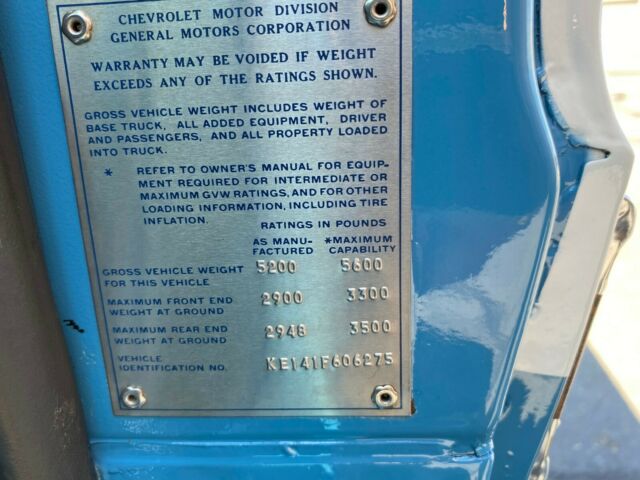 CHEVROLET MOTOR DIVISION
GENERAL MOTORS CORPORATION
WARRANTY MAY BE VOIDED IF WEIGHT
EXCEEDS ANY OF THE RATINGS SHOWN.
GROSS VEHICLE WEIGHT INCLUDES WEIGHT OF
BASE TRUCK, ALL ADDED EQUIPMENT, DRIVER
AND PASSENGERS, AND ALL PROPERTY LOADED
INTO TRUCK.
* REFER TO OWNER'S MANUAL FOR EQUIP-
MENT REQUIRED FOR INTERMEDIATE OR
MAXIMUM GVW RATINGS, AND FOR OTHER
LOADING INFORMATION, INCLUDING TIRE
INFLATION.
RATINGS IN POUNDS
AS MANU- *MAXIMUM
FACTURED CAPABILITY
GROSS VEHICLE WEIGHT 5200 5600
FOR THIS VEHICLE
MAXIMUM FRONT END 2900 3300
WEIGHT AT GROUND
MAXIMUM REAR END 2948 3500
WEIGHT AT GROUND
VEHICLE
IDENTIFICATION NO. KE141F606275